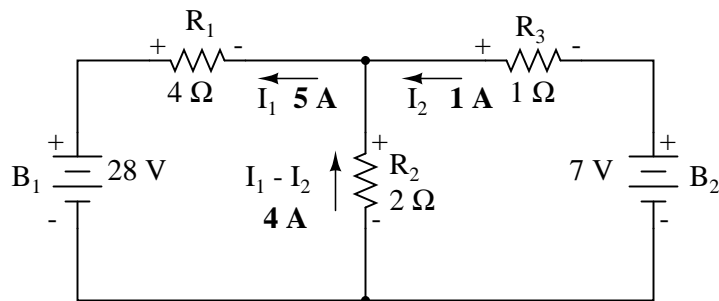 R1
+ -
4 Ω
I1 5 A
R3
+ -
1 Ω
I2 1 A
+
B1 28 V
-
I1 - I2
4 A
+
R2
2 Ω
-
+
7 V B2
-